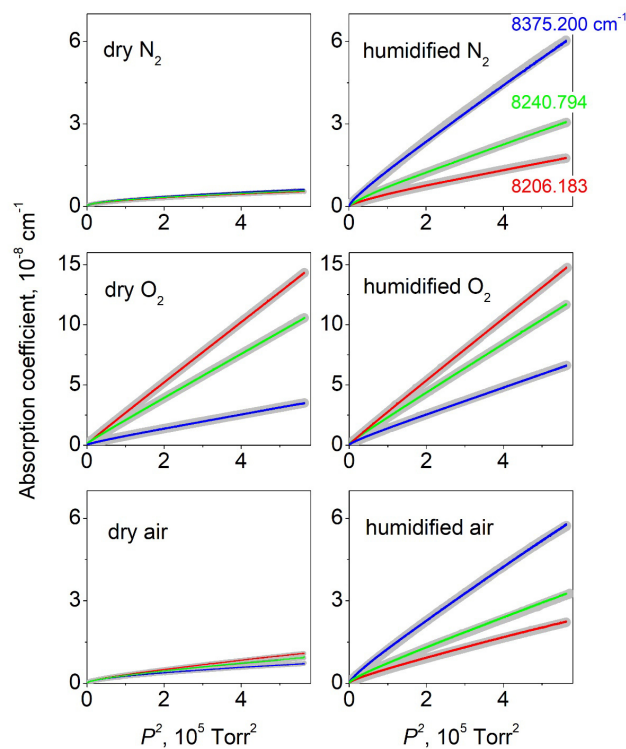 Absorption coefficient, 10⁻⁸ cm⁻¹
6
3
0
dry N₂
humidified N₂
8375.200 cm⁻¹
8240.794
8206.183
0 2 4
6
3
0
0 2 4
15
10
5
0
dry O₂
0 2 4
15
10
5
0
humidified O₂
0 2 4
6
3
0
dry air
0 2 4
P², 10⁵ Torr²
6
3
0
humidified air
0 2 4
P², 10⁵ Torr²